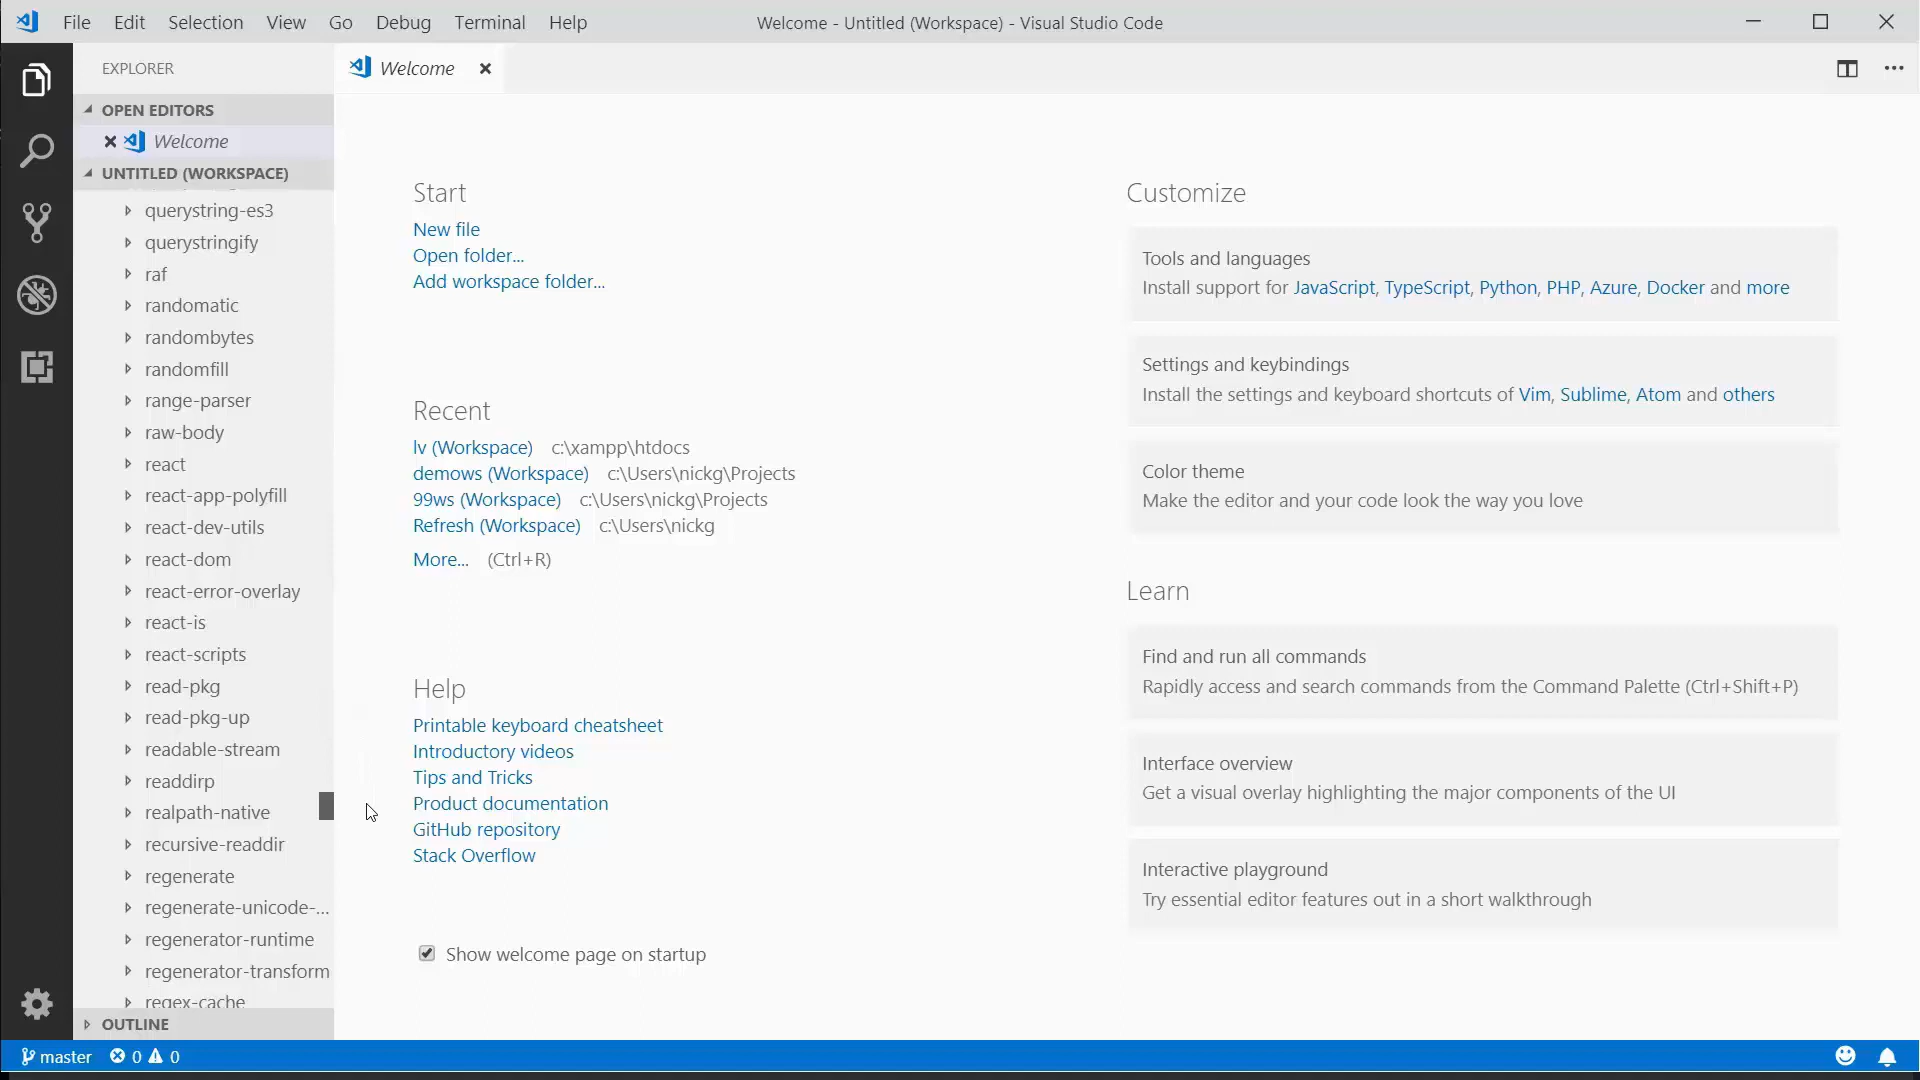 File Edit Selection View Go Debug Terminal Help
Welcome - Untitled (Workspace) - Visual Studio Code
EXPLORER
OPEN EDITORS
Welcome
UNTITLED (WORKSPACE)
querystring-es3
querystringify
raf
randomatic
randombytes
randomfill
range-parser
raw-body
react
react-app-polyfill
react-dev-utils
react-dom
react-error-overlay
react-is
react-scripts
read-pkg
read-pkg-up
readable-stream
readdirp
realpath-native
recursive-readdir
regenerate
regenerate-unicode-...
regenerator-runtime
regenerator-transform
regex-cache
OUTLINE
Welcome
Start
New file
Open folder...
Add workspace folder...
Recent
lv (Workspace) c:\xampp\htdocs
demows (Workspace) c:\Users\nickg\Projects
99ws (Workspace) c:\Users\nickg\Projects
Refresh (Workspace) c:\Users\nickg
More... (Ctrl+R)
Help
Printable keyboard cheatsheet
Introductory videos
Tips and Tricks
Product documentation
GitHub repository
Stack Overflow
Show welcome page on startup
Customize
Tools and languages
Install support for JavaScript, TypeScript, Python, PHP, Azure, Docker and more
Settings and keybindings
Install the settings and keyboard shortcuts of Vim, Sublime, Atom and others
Color theme
Make the editor and your code look the way you love
Learn
Find and run all commands
Rapidly access and search commands from the Command Palette (Ctrl+Shift+P)
Interface overview
Get a visual overlay highlighting the major components of the UI
Interactive playground
Try essential editor features out in a short walkthrough
master 0 0